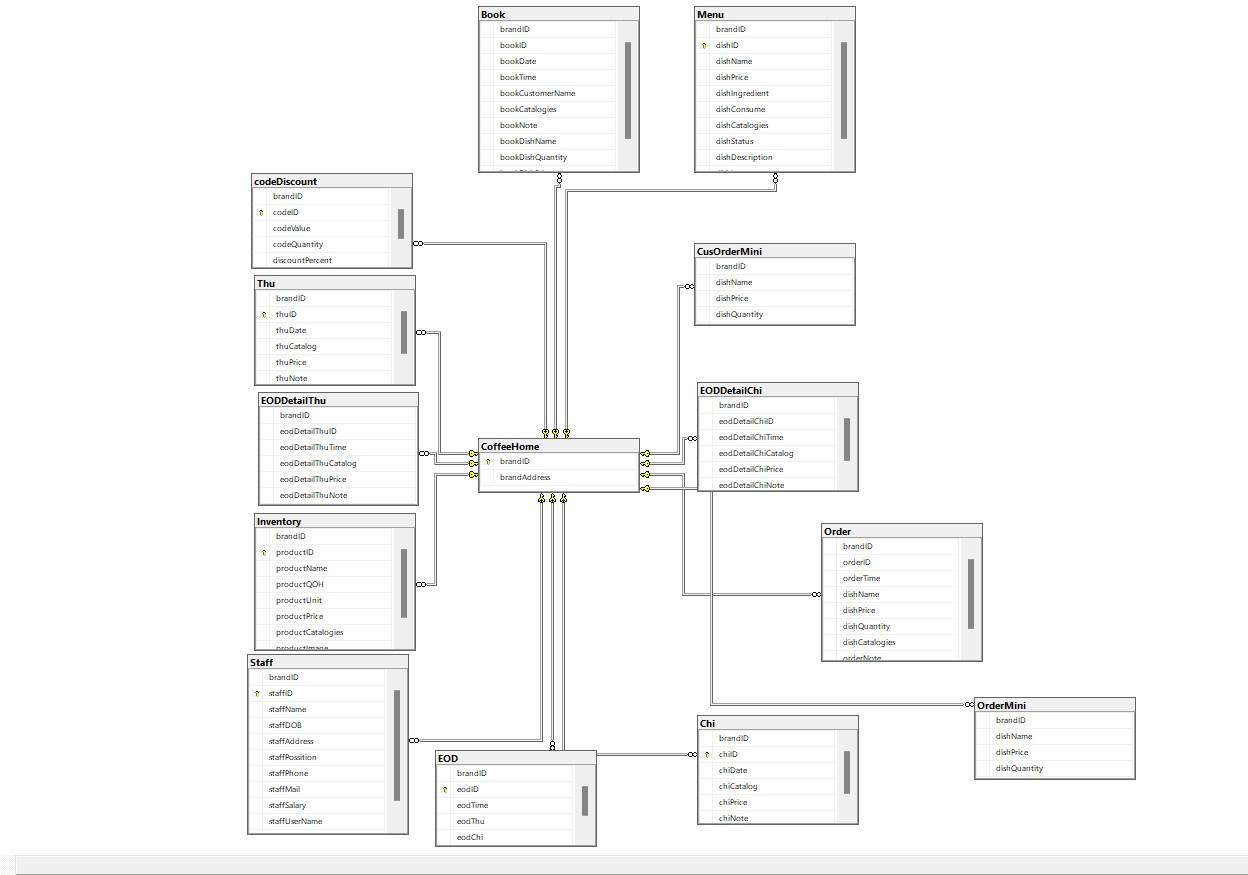 Book
brandID
bookID
bookDate
bookTime
bookCustomerName
bookCatalogies
bookNote
bookDishName
bookDishQuantity
Menu
brandID
dishID
dishName
dishPrice
dishIngredient
dishConsume
dishCatalogies
dishStatus
dishDescription
codeDiscount
brandID
codeID
codeValue
codeQuantity
discountPercent
CusOrderMini
brandID
dishName
dishPrice
dishQuantity
Thu
brandID
thuID
thuDate
thuCatalog
thuPrice
thuNote
EODDetailChi
brandID
eodDetailChiID
eodDetailChiTime
eodDetailChiCatalog
eodDetailChiPrice
eodDetailChiNote
EODDetailThu
brandID
eodDetailThuID
eodDetailThuTime
eodDetailThuCatalog
eodDetailThuPrice
eodDetailThuNote
CoffeeHome
brandID
brandAddress
Inventory
brandID
productID
productName
productQOH
productUnit
productPrice
productCatalogies
productImage
Order
brandID
orderID
orderTime
dishName
dishPrice
dishQuantity
dishCatalogies
orderNote
Staff
brandID
staffID
staffName
staffDOB
staffAddress
staffPossition
staffPhone
staffMail
staffSalary
staffUserName
OrderMini
brandID
dishName
dishPrice
dishQuantity
Chi
brandID
chiID
chiDate
chiCatalog
chiPrice
chiNote
EOD
brandID
eodID
eodTime
eodThu
eodChi